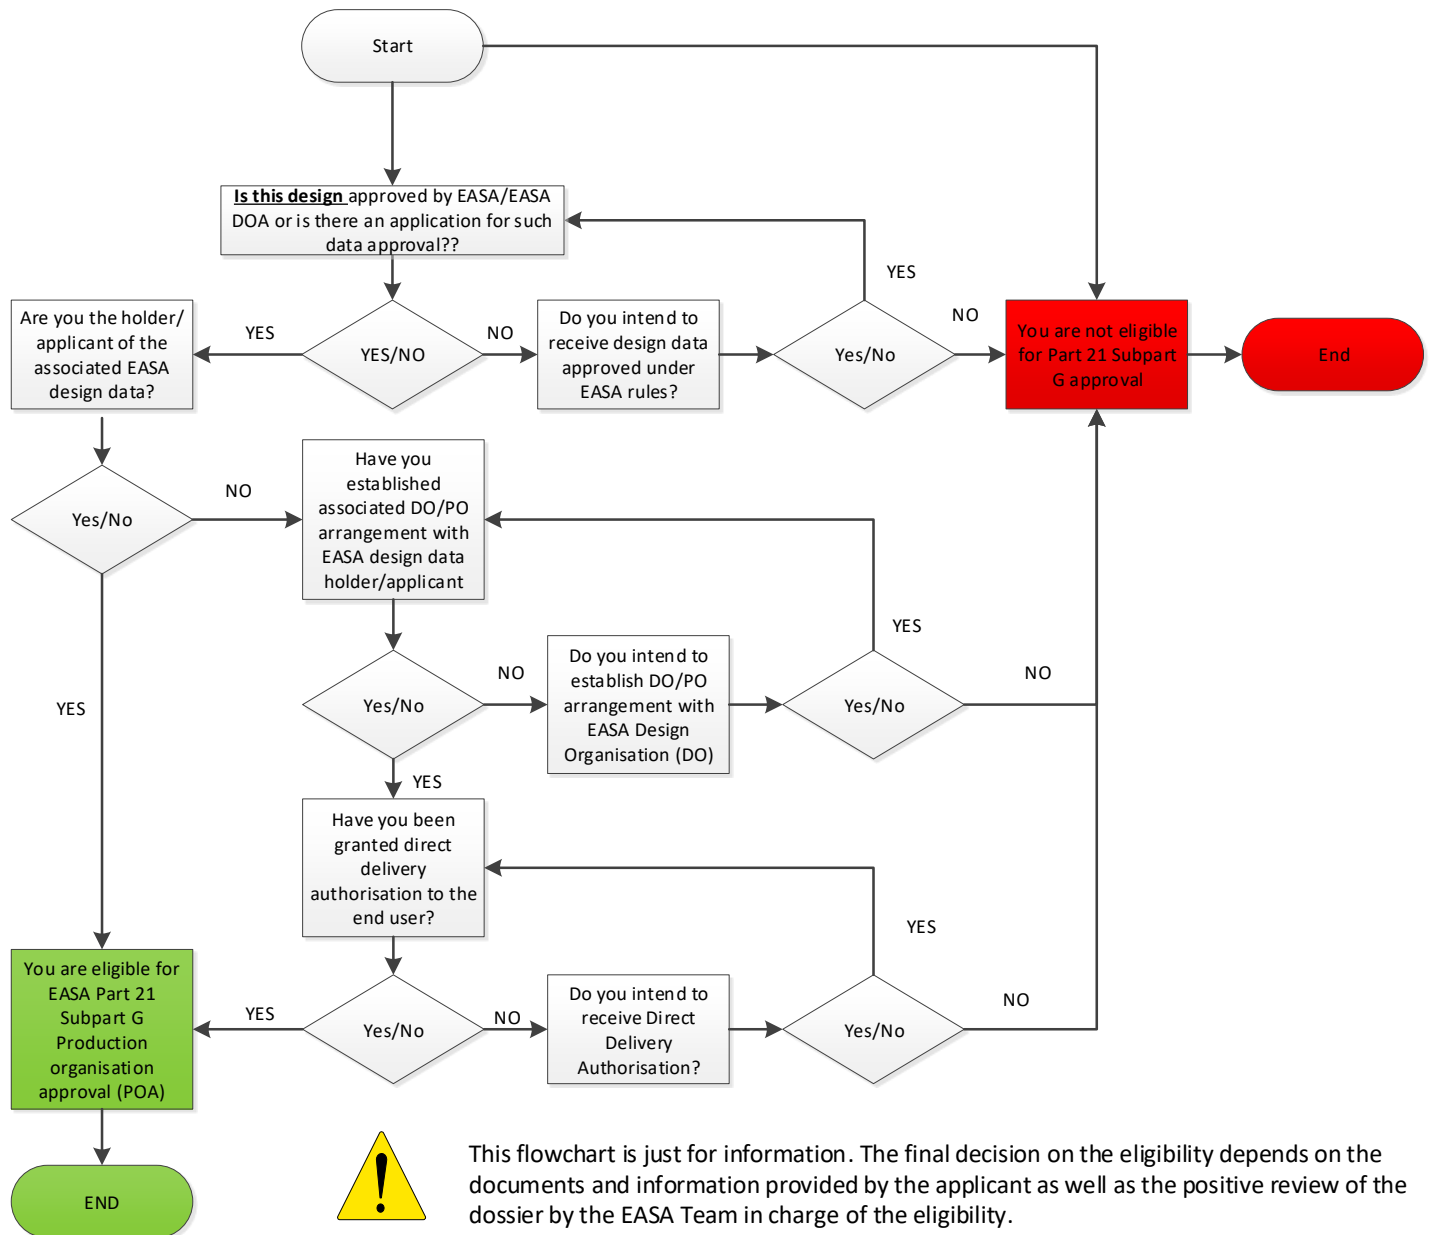 Start
Is this design approved by EASA/EASA
DOA or is there an application for such
data approval??
YES
Are you the holder/
applicant of the
associated EASA
design data?
YES
YES/NO
NO
Do you intend to
receive design data
approved under
EASA rules?
Yes/No
NO
You are not eligible
for Part 21 Subpart
G approval
End
Yes/No
NO
Have you
established
associated DO/PO
arrangement with
EASA design data
holder/applicant
YES
YES
Yes/No
NO
Do you intend to
establish DO/PO
arrangement with
EASA Design
Organisation (DO)
Yes/No
NO
YES
Have you been
granted direct
delivery
authorisation to the
end user?
YES
You are eligible for
EASA Part 21
Subpart G
Production
organisation
approval (POA)
YES
Yes/No
NO
Do you intend to
receive Direct
Delivery
Authorisation?
Yes/No
NO
END
This flowchart is just for information. The final decision on the eligibility depends on the
documents and information provided by the applicant as well as the positive review of the
dossier by the EASA Team in charge of the eligibility.